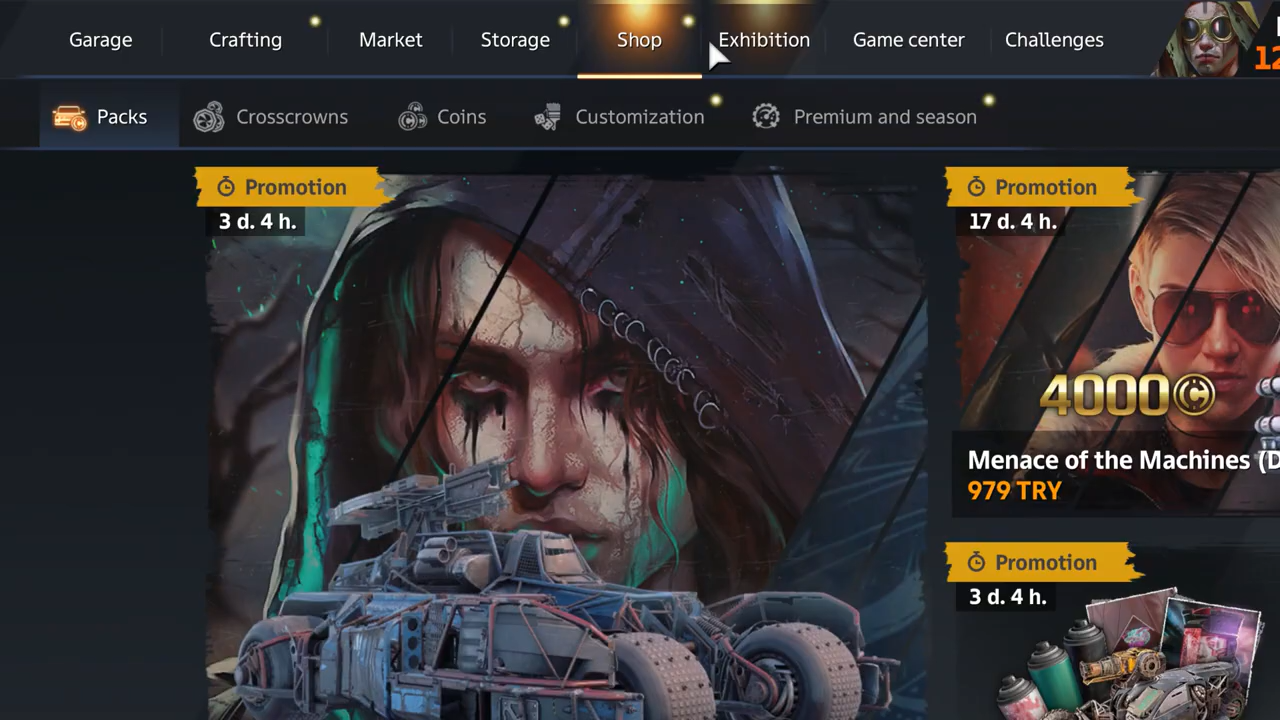 Garage
Crafting
Market
Storage
Shop
Exhibition
Game center
Challenges
12
Packs
Crosscrowns
Coins
Customization
Premium and season
Promotion
3 d. 4 h.
Promotion
17 d. 4 h.
4000
Menace of the Machines (D
979 TRY
Promotion
3 d. 4 h.